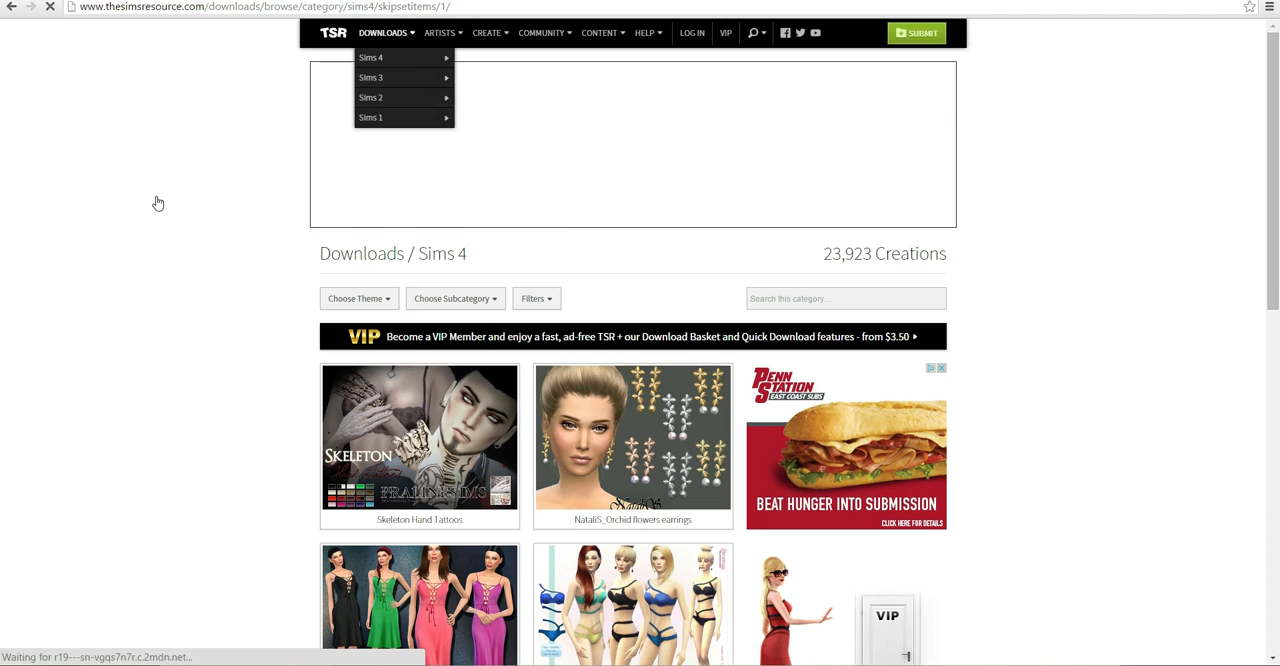 www.thesimsresource.com/downloads/browse/category/sims4/skipsetitems/1/
TSR DOWNLOADS ARTISTS CREATE COMMUNITY CONTENT HELP LOG IN VIP SUBMIT
Sims 4
Sims 3
Sims 2
Sims 1
Downloads / Sims 4 23,923 Creations
Choose Theme Choose Subcategory Filters Search this category...
VIP Become a VIP Member and enjoy a fast, ad-free TSR + our Download Basket and Quick Download features - from $3.50
SKELETON
PRALINESIMS
Skeleton Hand Tattoos
NataliS
NataliS_Orchid flowers earrings
PENN STATION
EAST COAST SUBS
BEAT HUNGER INTO SUBMISSION
CLICK HERE FOR DETAILS
VIP
Waiting for r19---sn-vgqs7n7r.c.2mdn.net...